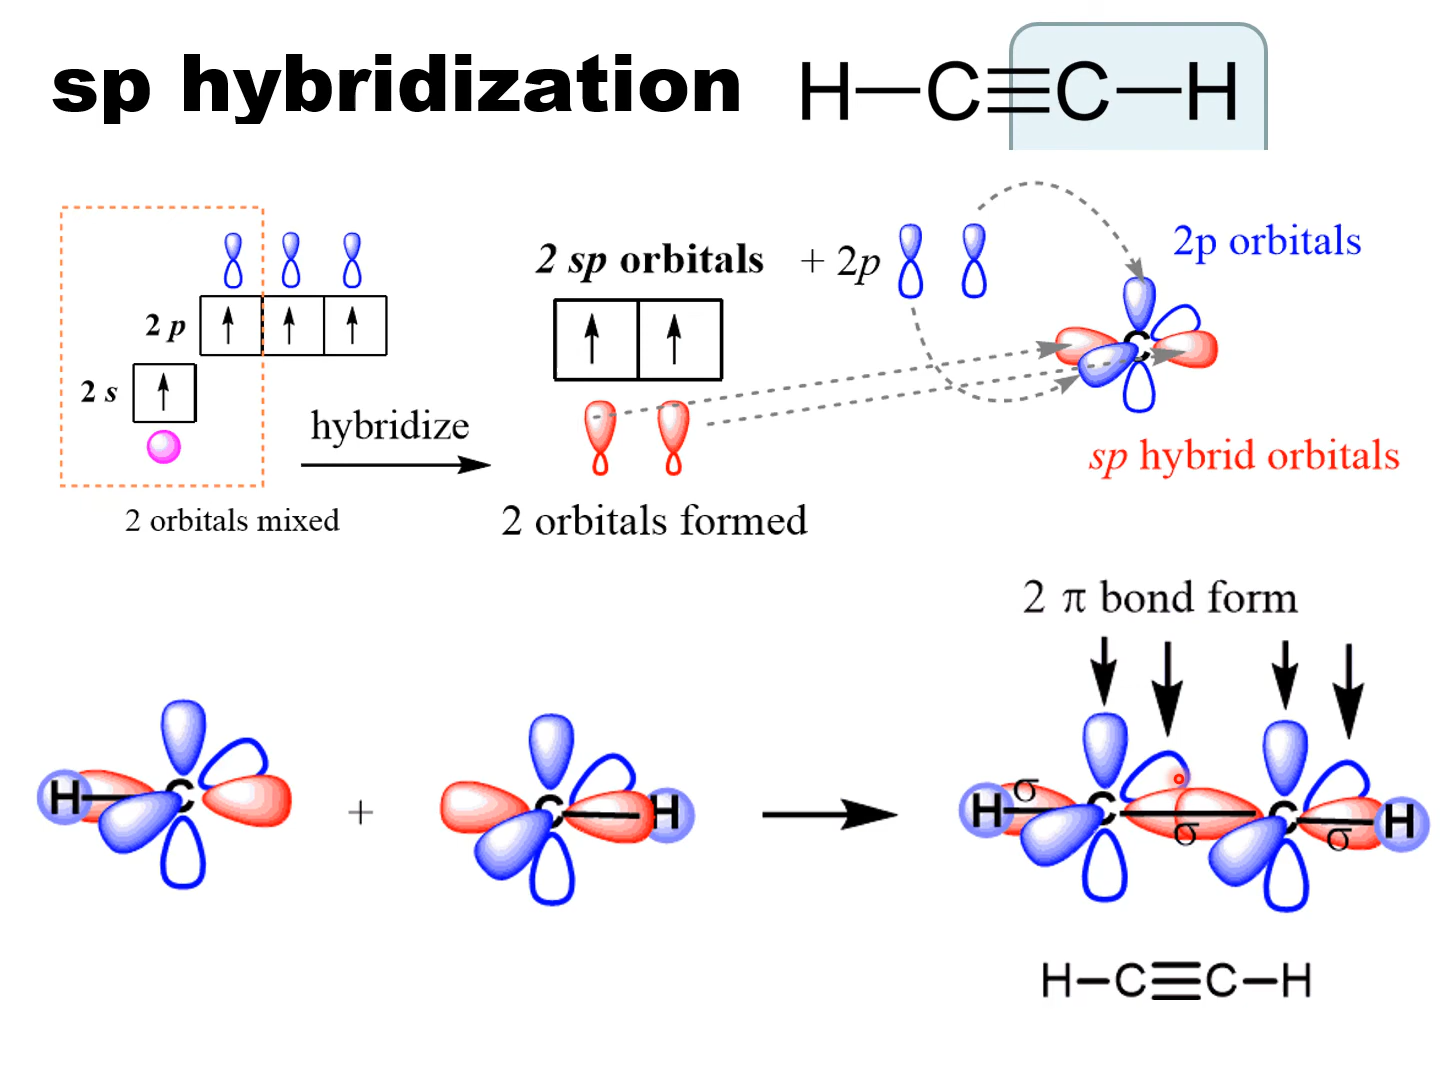 sp hybridization
H—C≡C—H
2 sp orbitals + 2p
2p orbitals
2 p
2 s
C
hybridize
sp hybrid orbitals
2 orbitals mixed
2 orbitals formed
2 π bond form
H C + C H
H σ C σ C σ H
H–C≡C–H